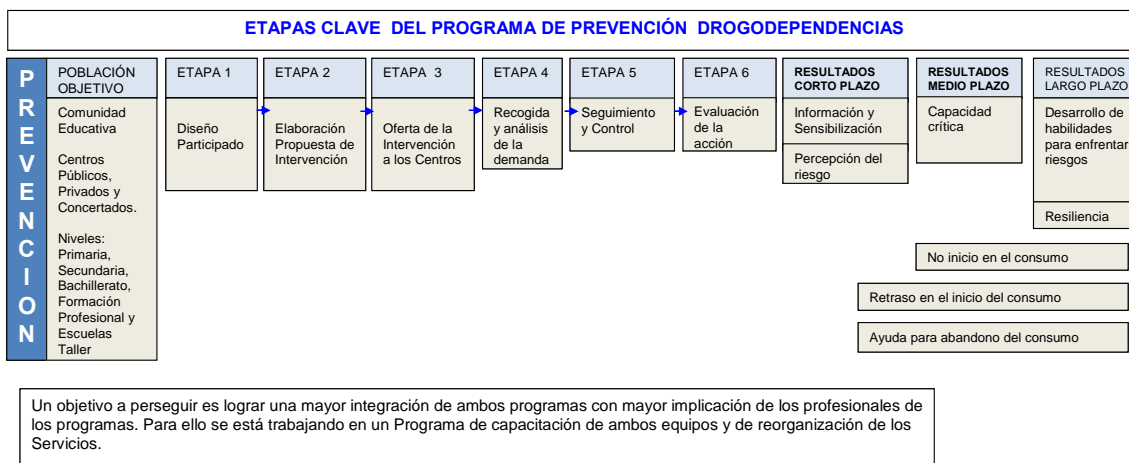 ETAPAS CLAVE DEL PROGRAMA DE PREVENCIÓN DROGODEPENDENCIAS
P
R
E
V
E
N
C
I
O
N
POBLACIÓN
OBJETIVO
Comunidad
Educativa
Centros
Públicos,
Privados y
Concertados.
Niveles:
Primaria,
Secundaria,
Bachillerato,
Formación
Profesional y
Escuelas
Taller
ETAPA 1
Diseño
Participado
ETAPA 2
Elaboración
Propuesta de
Intervención
ETAPA 3
Oferta de la
Intervención
a los Centros
ETAPA 4
Recogida
y análisis
de la
demanda
ETAPA 5
Seguimiento
y Control
ETAPA 6
Evaluación
de la
acción
RESULTADOS
CORTO PLAZO
Información y
Sensibilización
Percepción del
riesgo
RESULTADOS
MEDIO PLAZO
Capacidad
crítica
RESULTADOS
LARGO PLAZO
Desarrollo de
habilidades
para enfrentar
riesgos
Resiliencia
No inicio en el consumo
Retraso en el inicio del consumo
Ayuda para abandono del consumo
Un objetivo a perseguir es lograr una mayor integración de ambos programas con mayor implicación de los profesionales de
los programas. Para ello se está trabajando en un Programa de capacitación de ambos equipos y de reorganización de los
Servicios.